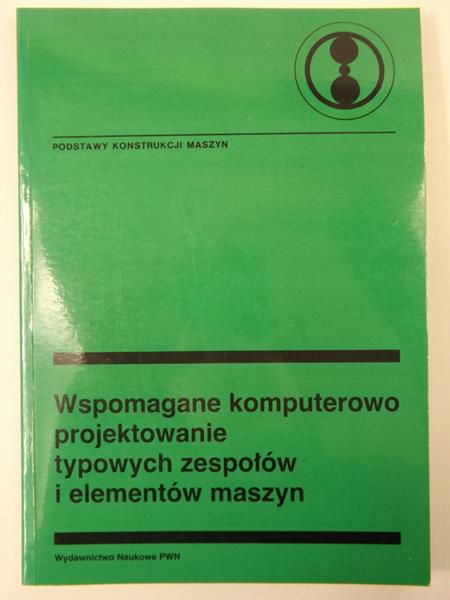 PODSTAWY KONSTRUKCJI MASZYN
Wspomagane komputerowo
projektowanie
typowych zespołów
i elementów maszyn
Wydawnictwo Naukowe PWN